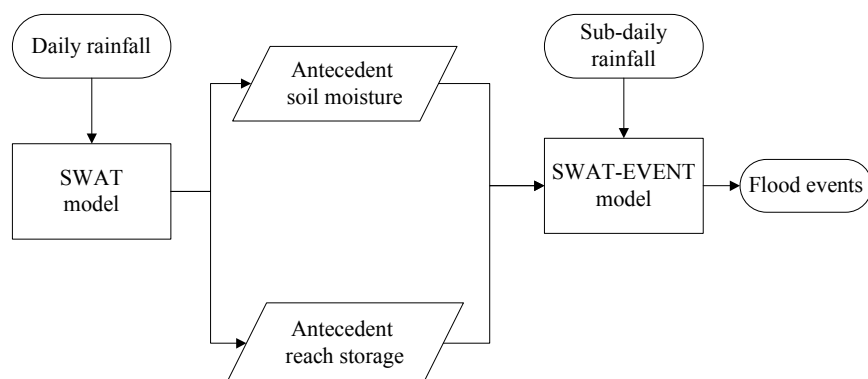 Daily rainfall
SWAT
model
Antecedent
soil moisture
Antecedent
reach storage
Sub-daily
rainfall
SWAT-EVENT
model
Flood events